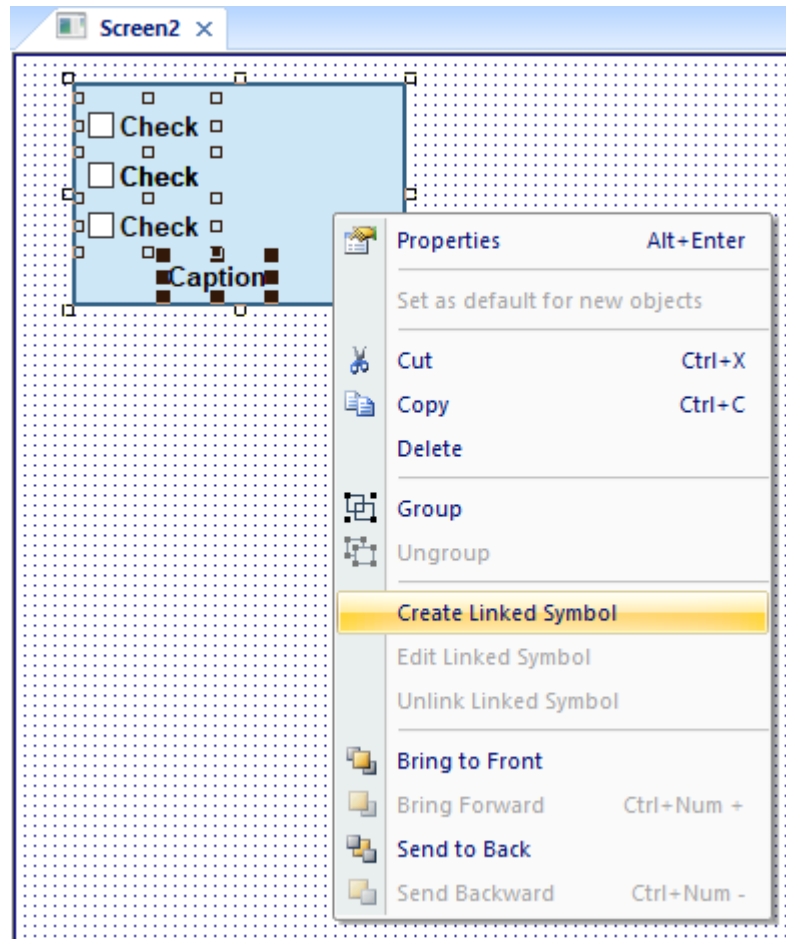 Screen2
Check
Check
Check
Caption
Properties Alt+Enter
Set as default for new objects
Cut Ctrl+X
Copy Ctrl+C
Delete
Group
Ungroup
Create Linked Symbol
Edit Linked Symbol
Unlink Linked Symbol
Bring to Front
Bring Forward Ctrl+Num +
Send to Back
Send Backward Ctrl+Num -